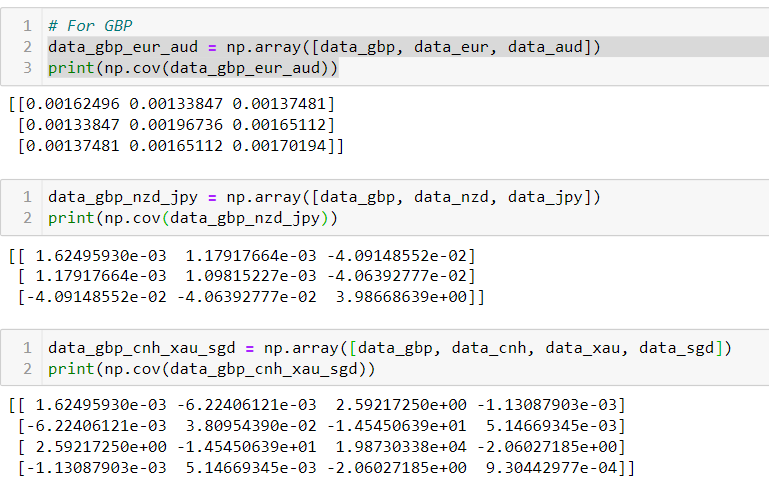 1 # For GBP
2 data_gbp_eur_aud = np.array([data_gbp, data_eur, data_aud])
3 print(np.cov(data_gbp_eur_aud))
[[0.00162496 0.00133847 0.00137481]
 [0.00133847 0.00196736 0.00165112]
 [0.00137481 0.00165112 0.00170194]]
1 data_gbp_nzd_jpy = np.array([data_gbp, data_nzd, data_jpy])
2 print(np.cov(data_gbp_nzd_jpy))
[[ 1.62495930e-03  1.17917664e-03 -4.09148552e-02]
 [ 1.17917664e-03  1.09815227e-03 -4.06392777e-02]
 [-4.09148552e-02 -4.06392777e-02  3.98668639e+00]]
1 data_gbp_cnh_xau_sgd = np.array([data_gbp, data_cnh, data_xau, data_sgd])
2 print(np.cov(data_gbp_cnh_xau_sgd))
[[ 1.62495930e-03 -6.22406121e-03  2.59217250e+00 -1.13087903e-03]
 [-6.22406121e-03  3.80954390e-02 -1.45450639e+01  5.14669345e-03]
 [ 2.59217250e+00 -1.45450639e+01  1.98730338e+04 -2.06027185e+00]
 [-1.13087903e-03  5.14669345e-03 -2.06027185e+00  9.30442977e-04]]